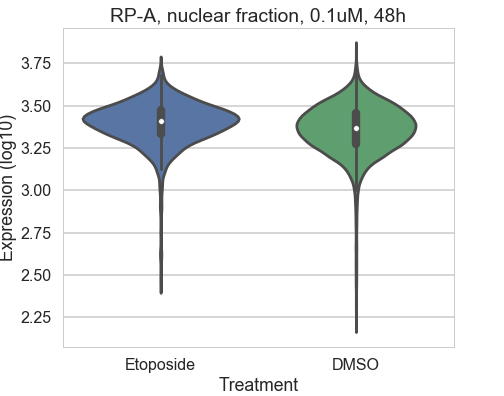 RP-A, nuclear fraction, 0.1uM, 48h
Expression (log10)
3.75
3.50
3.25
3.00
2.75
2.50
2.25
Etoposide DMSO
Treatment